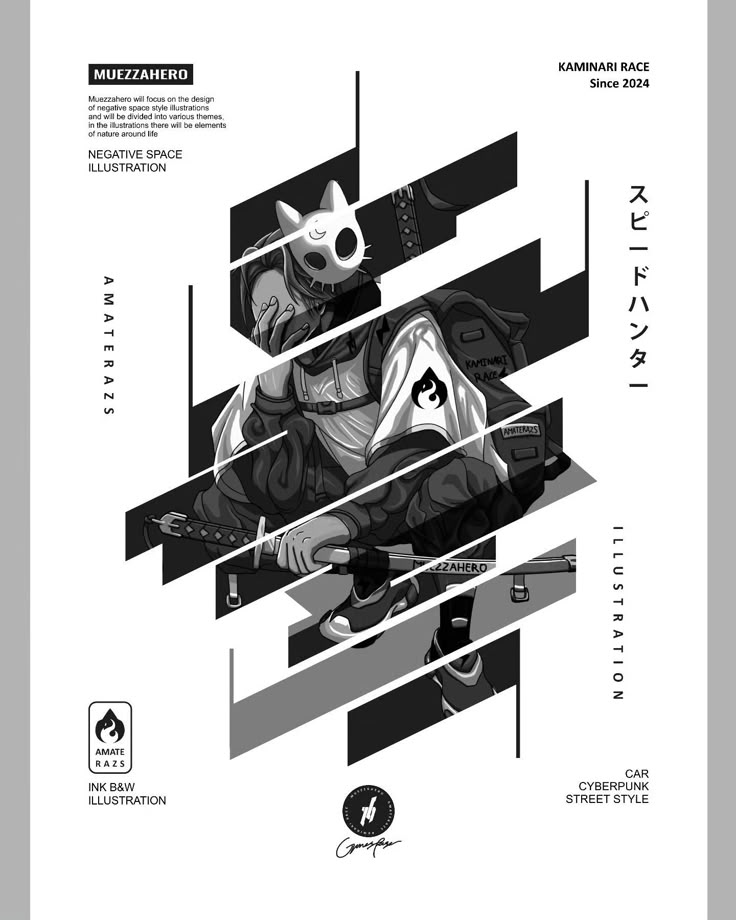 MUEZZAHERO
Muezzahero will focus on the design
of negative space style illustrations
and will be divided into various themes,
in the illustrations there will be elements
of nature around life
NEGATIVE SPACE
ILLUSTRATION
KAMINARI RACE
Since 2024
スピードハンター
AMATERAZS
KAMINARI
RACE
AMATERAZS
MUEZZAHERO
ILLUSTRATION
AMATE
RAZS
INK B&W
ILLUSTRATION
CAR
CYBERPUNK
STREET STYLE